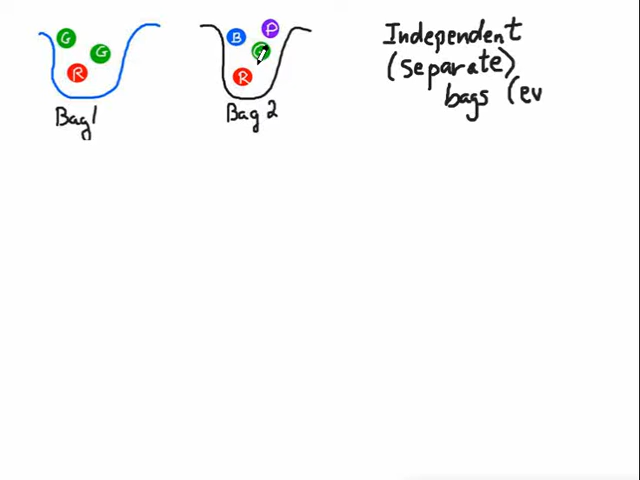 G G R
Bag 1
B P G R
Bag 2
Independent
(separate)
bags (ev